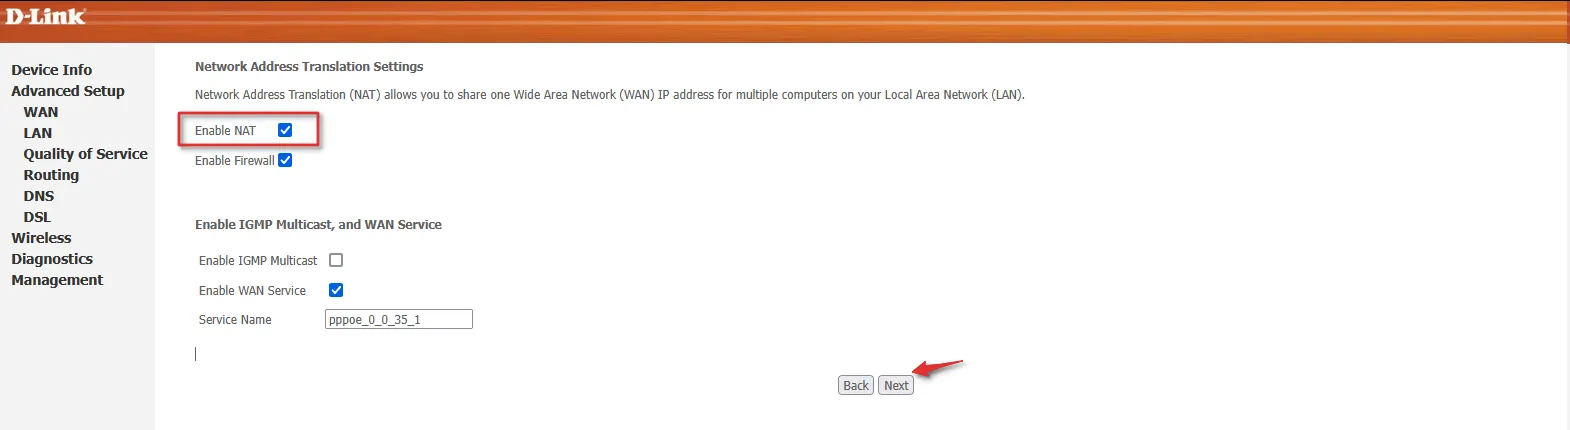 D-Link
Device Info
Advanced Setup
WAN
LAN
Quality of Service
Routing
DNS
DSL
Wireless
Diagnostics
Management
Network Address Translation Settings
Network Address Translation (NAT) allows you to share one Wide Area Network (WAN) IP address for multiple computers on your Local Area Network (LAN).
Enable NAT
Enable Firewall
Enable IGMP Multicast, and WAN Service
Enable IGMP Multicast
Enable WAN Service
Service Name pppoe_0_0_35_1
Back Next